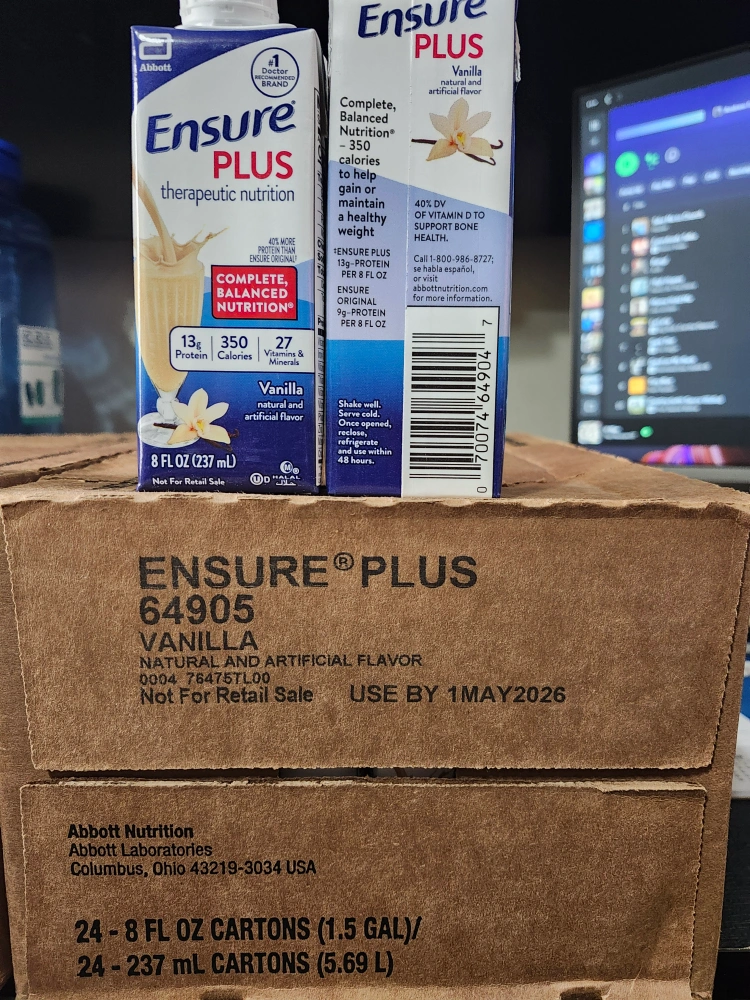 Abbott
#1
Doctor
RECOMMENDED
BRAND
Ensure®
PLUS
therapeutic nutrition
40% MORE
PROTEIN THAN
ENSURE ORIGINAL‡
COMPLETE,
BALANCED
NUTRITION®
13g Protein
350 Calories
27 Vitamins & Minerals
Vanilla
natural and
artificial flavor
8 FL OZ (237 mL)
Not For Retail Sale
U D
M
HALAL
Ensure
PLUS
Vanilla
natural and
artificial flavor
Complete,
Balanced
Nutrition®
– 350
calories
to help
gain or
maintain
a healthy
weight
‡ENSURE PLUS
13g-PROTEIN
PER 8 FL OZ
ENSURE
ORIGINAL
9g-PROTEIN
PER 8 FL OZ
Shake well.
Serve cold.
Once opened,
reclose,
refrigerate
and use within
48 hours.
40% DV
OF VITAMIN D TO
SUPPORT BONE
HEALTH.
Call 1-800-986-8727;
se habla español,
or visit
abbottnutrition.com
for more information.
0 70074 64904 7
ENSURE® PLUS
64905
VANILLA
NATURAL AND ARTIFICIAL FLAVOR
0004 76475TL00
Not For Retail Sale USE BY 1MAY2026
Abbott Nutrition
Abbott Laboratories
Columbus, Ohio 43219-3034 USA
24 - 8 FL OZ CARTONS (1.5 GAL)/
24 - 237 mL CARTONS (5.69 L)